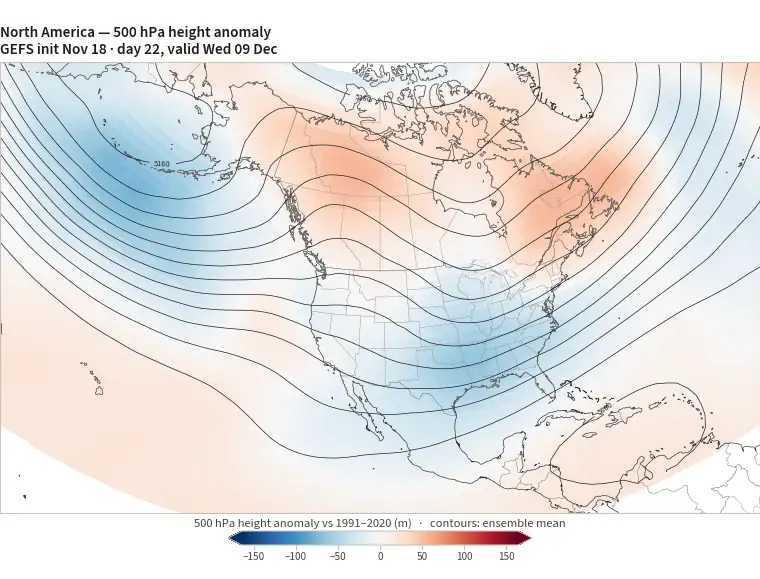 North America — 500 hPa height anomaly
GEFS init Nov 18 · day 22, valid Wed 09 Dec
5160
500 hPa height anomaly vs 1991–2020 (m) · contours: ensemble mean
−150 −100 −50 0 50 100 150